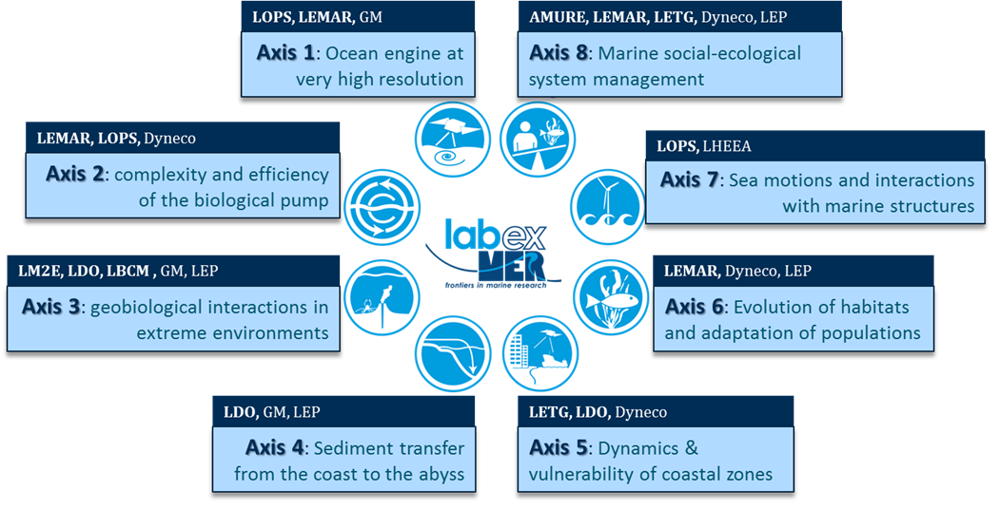 LOPS, LEMAR, GM
Axis 1: Ocean engine at
very high resolution
AMURE, LEMAR, LETG, Dyneco, LEP
Axis 8: Marine social-ecological
system management
LEMAR, LOPS, Dyneco
Axis 2: complexity and efficiency
of the biological pump
LOPS, LHEEA
Axis 7: Sea motions and interactions
with marine structures
labex
MER
frontiers in marine research
LM2E, LDO, LBCM , GM, LEP
Axis 3: geobiological interactions in
extreme environments
LEMAR, Dyneco, LEP
Axis 6: Evolution of habitats
and adaptation of populations
LDO, GM, LEP
Axis 4: Sediment transfer
from the coast to the abyss
LETG, LDO, Dyneco
Axis 5: Dynamics &
vulnerability of coastal zones